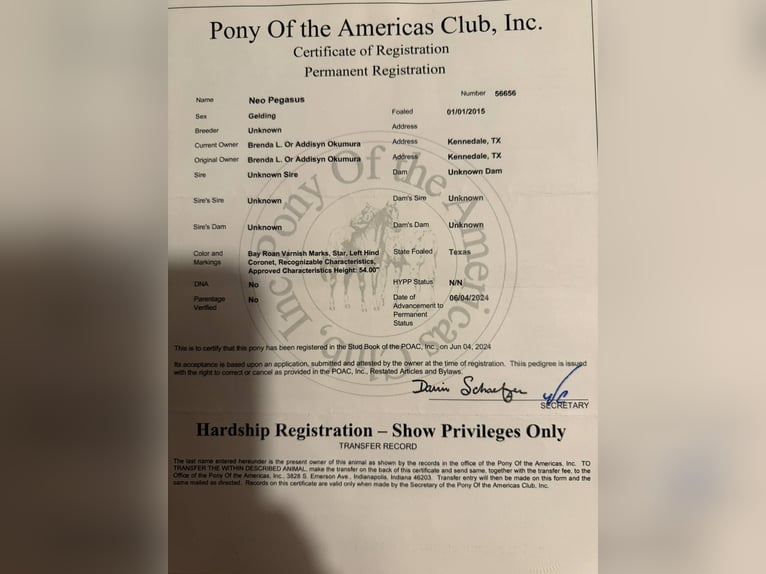 Pony Of the Americas Club, Inc.
Certificate of Registration
Permanent Registration
Number 56656
Name Neo Pegasus
Sex Gelding Foaled 01/01/2015
Breeder Unknown Address
Current Owner Brenda L. Or Addisyn Okumura Address Kennedale, TX
Original Owner Brenda L. Or Addisyn Okumura Address Kennedale, TX
Sire Unknown Sire Dam Unknown Dam
Sire's Sire Unknown Dam's Sire Unknown
Sire's Dam Unknown Dam's Dam Unknown
Color and Markings Bay Roan Varnish Marks, Star, Left Hind State Foaled Texas
Coronet, Recognizable Characteristics,
Approved Characteristics Height: 54.00"
DNA No HYPP Status N/N
Parentage Verified No Date of Advancement to Permanent Status 06/04/2024
This is to certify that this pony has been registered in the Stud Book of the POAC, Inc., on Jun 04, 2024
Its acceptance is based upon an application, submitted and attested by the owner at the time of registration. This pedigree is issued
with the right to correct or cancel as provided in the POAC, Inc., Restated Articles and Bylaws.
Darin Schaefer
SECRETARY
Hardship Registration – Show Privileges Only
TRANSFER RECORD
The last name entered hereunder is the present owner of this animal as shown by the records in the office of the Pony Of the Americas, Inc. TO
TRANSFER THE WITHIN DESCRIBED ANIMAL, make the transfer on the back of this certificate and send same, together with the transfer fee, to the
Office of the Pony Of the Americas, Inc., 3828 S. Emerson Ave., Indianapolis, Indiana 46203. Transfer entry will then be made on this form and the
same mailed as directed. Records on this certificate are valid only when made by the Secretary of the Pony Of the Americas Club, Inc.
Pony Of the Americas Club, Inc